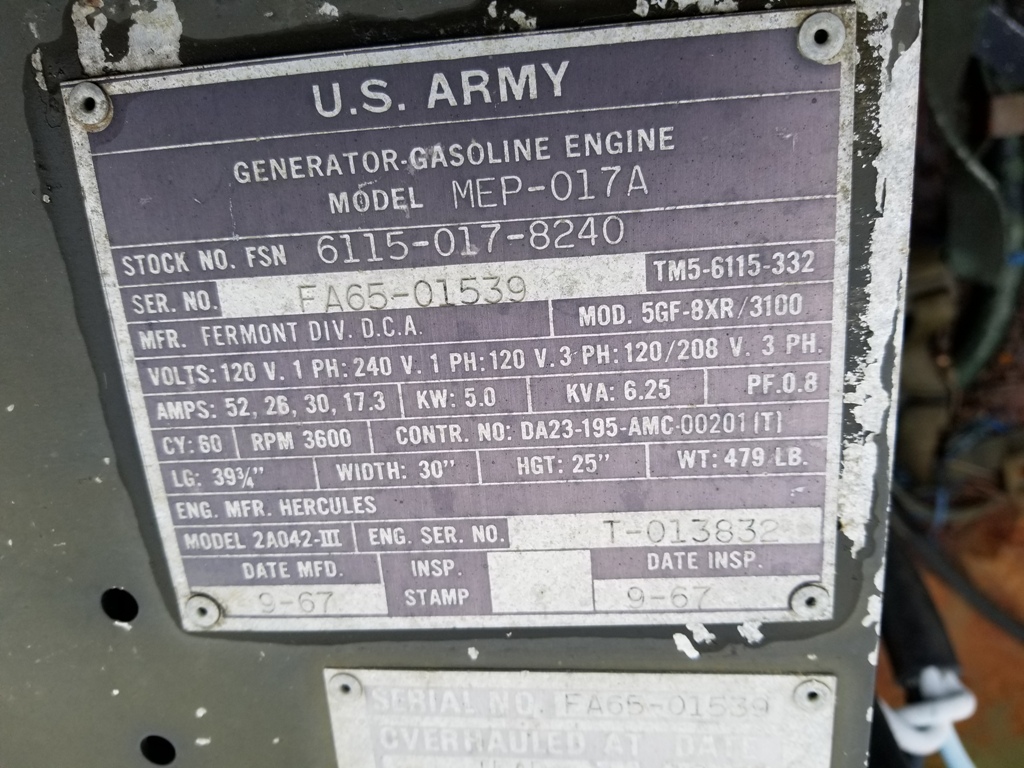 U.S. ARMY
GENERATOR-GASOLINE ENGINE
MODEL MEP-017A
STOCK NO. FSN 6115-017-8240
SER. NO. FA65-01539 TM5-6115-332
MFR. FERMONT DIV. D.C.A. MOD. 5GF-8XR/3100
VOLTS: 120 V. 1 PH: 240 V. 1 PH: 120 V. 3 PH: 120/208 V. 3 PH.
AMPS: 52, 26, 30, 17.3 KW: 5.0 KVA: 6.25 PF.0.8
CY: 60 RPM 3600 CONTR. NO: DA23-195-AMC-00201(T)
LG: 39¾" WIDTH: 30" HGT: 25" WT: 479 LB.
ENG. MFR. HERCULES
MODEL 2A042-III ENG. SER. NO. T-013832
DATE MFD. INSP. DATE INSP.
9-67 STAMP 9-67
SERIAL NO. FA65-01539
OVERHAULED AT DATE